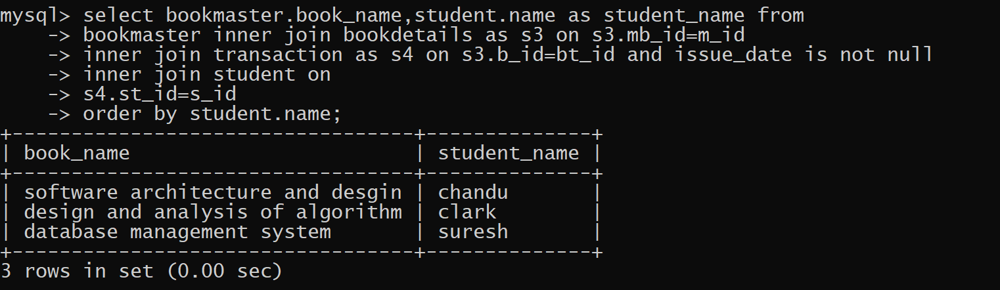 mysql> select bookmaster.book_name,student.name as student_name from
    -> bookmaster inner join bookdetails as s3 on s3.mb_id=m_id
    -> inner join transaction as s4 on s3.b_id=bt_id and issue_date is not null
    -> inner join student on
    -> s4.st_id=s_id
    -> order by student.name;
+----------------------------------+--------------+
| book_name                        | student_name |
+----------------------------------+--------------+
| software architecture and desgin | chandu       |
| design and analysis of algorithm | clark        |
| database management system       | suresh       |
+----------------------------------+--------------+
3 rows in set (0.00 sec)